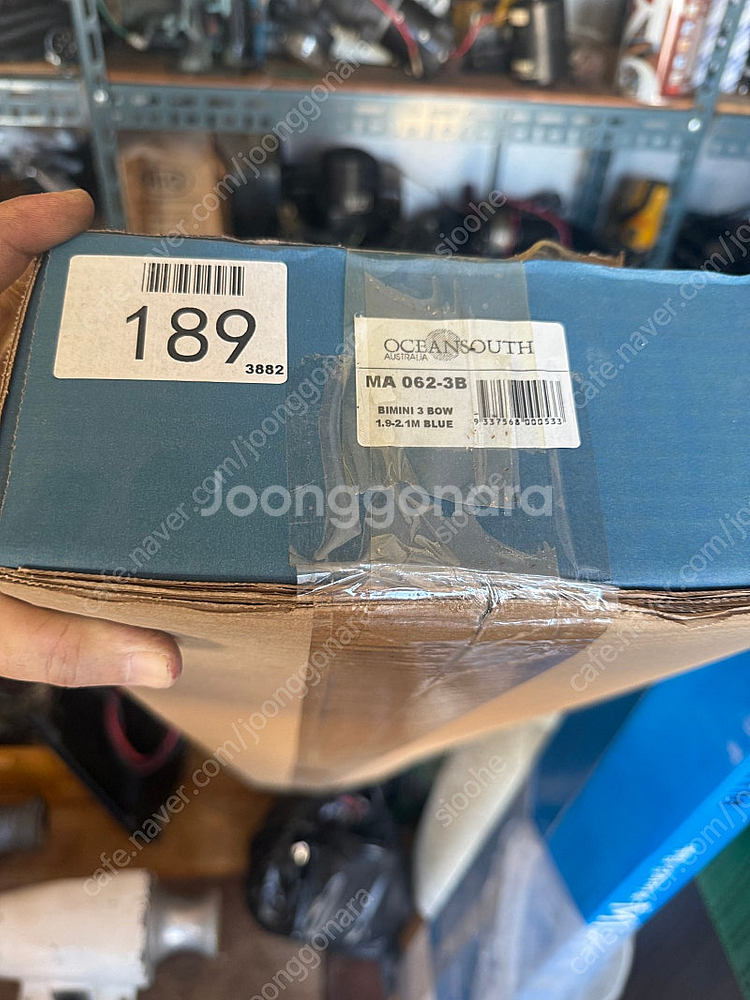 189
3882
OCEANSOUTH
AUSTRALIA
MA 062-3B
BIMINI 3 BOW
1.9-2.1M BLUE
9 337568 000533
Joonggonara
cafe.naver.com/joonggonara
sioohe